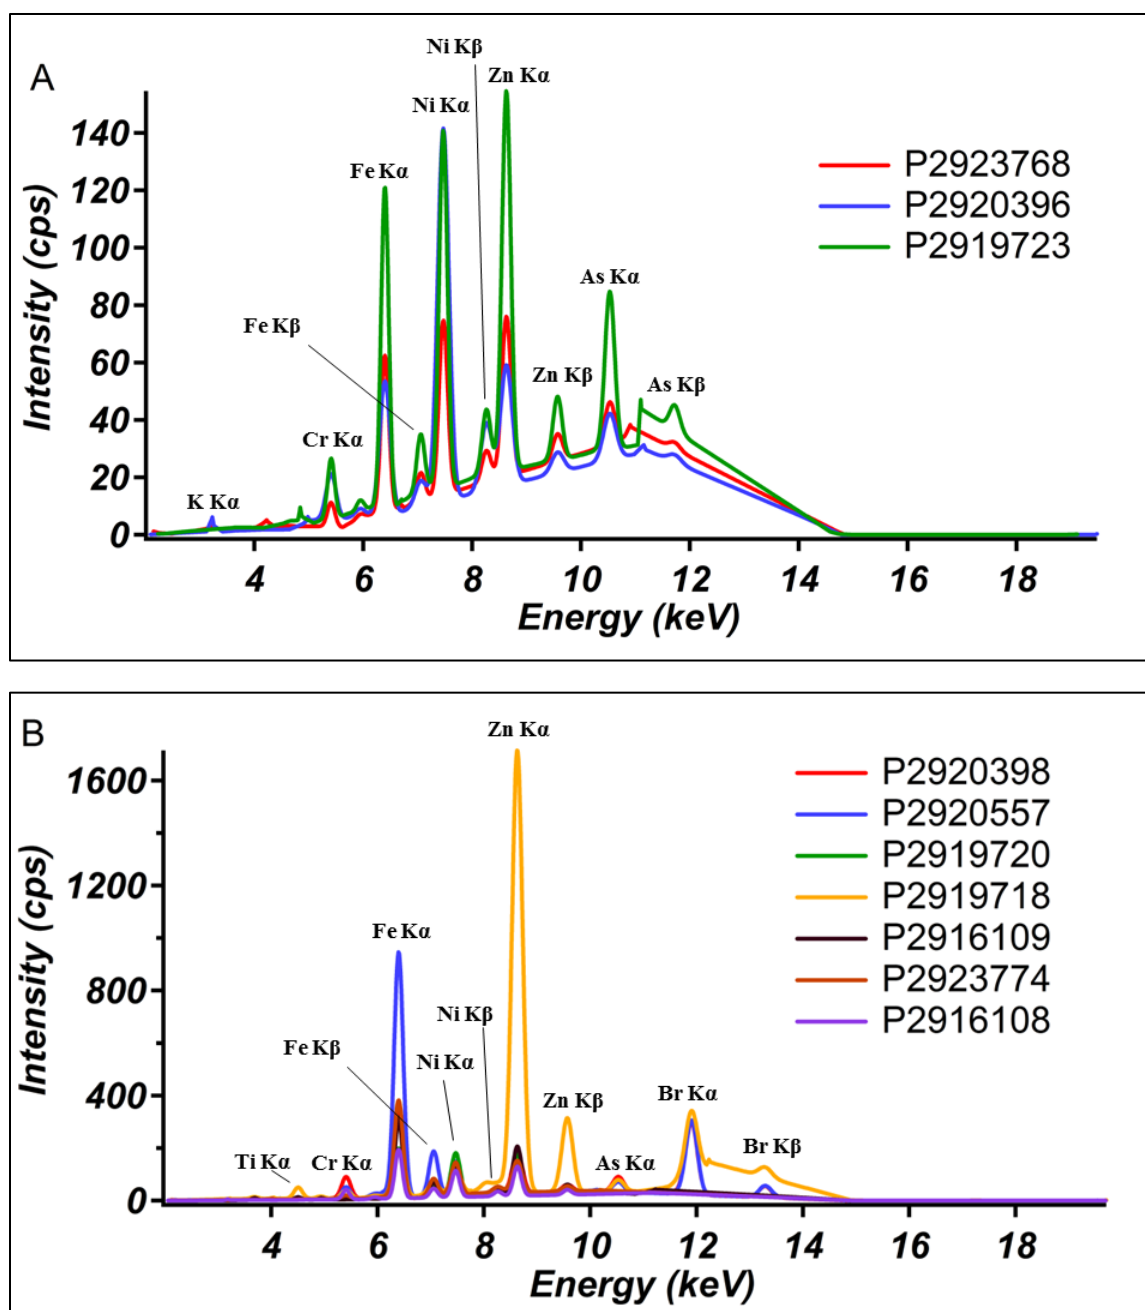 A
Ni Kβ
Zn Kα
Ni Kα
Fe Kα
Fe Kβ
Cr Kα
K Kα
As Kα
Zn Kβ
As Kβ
P2923768
P2920396
P2919723
Intensity (cps)
140
120
100
80
60
40
20
0
4 6 8 10 12 14 16 18
Energy (keV)
B
Zn Kα
Fe Kα
Ni Kβ
Fe Kβ
Ni Kα
Zn Kβ
Br Kα
Ti Kα
Cr Kα
As Kα
Br Kβ
P2920398
P2920557
P2919720
P2919718
P2916109
P2923774
P2916108
Intensity (cps)
1600
1200
800
400
0
4 6 8 10 12 14 16 18
Energy (keV)